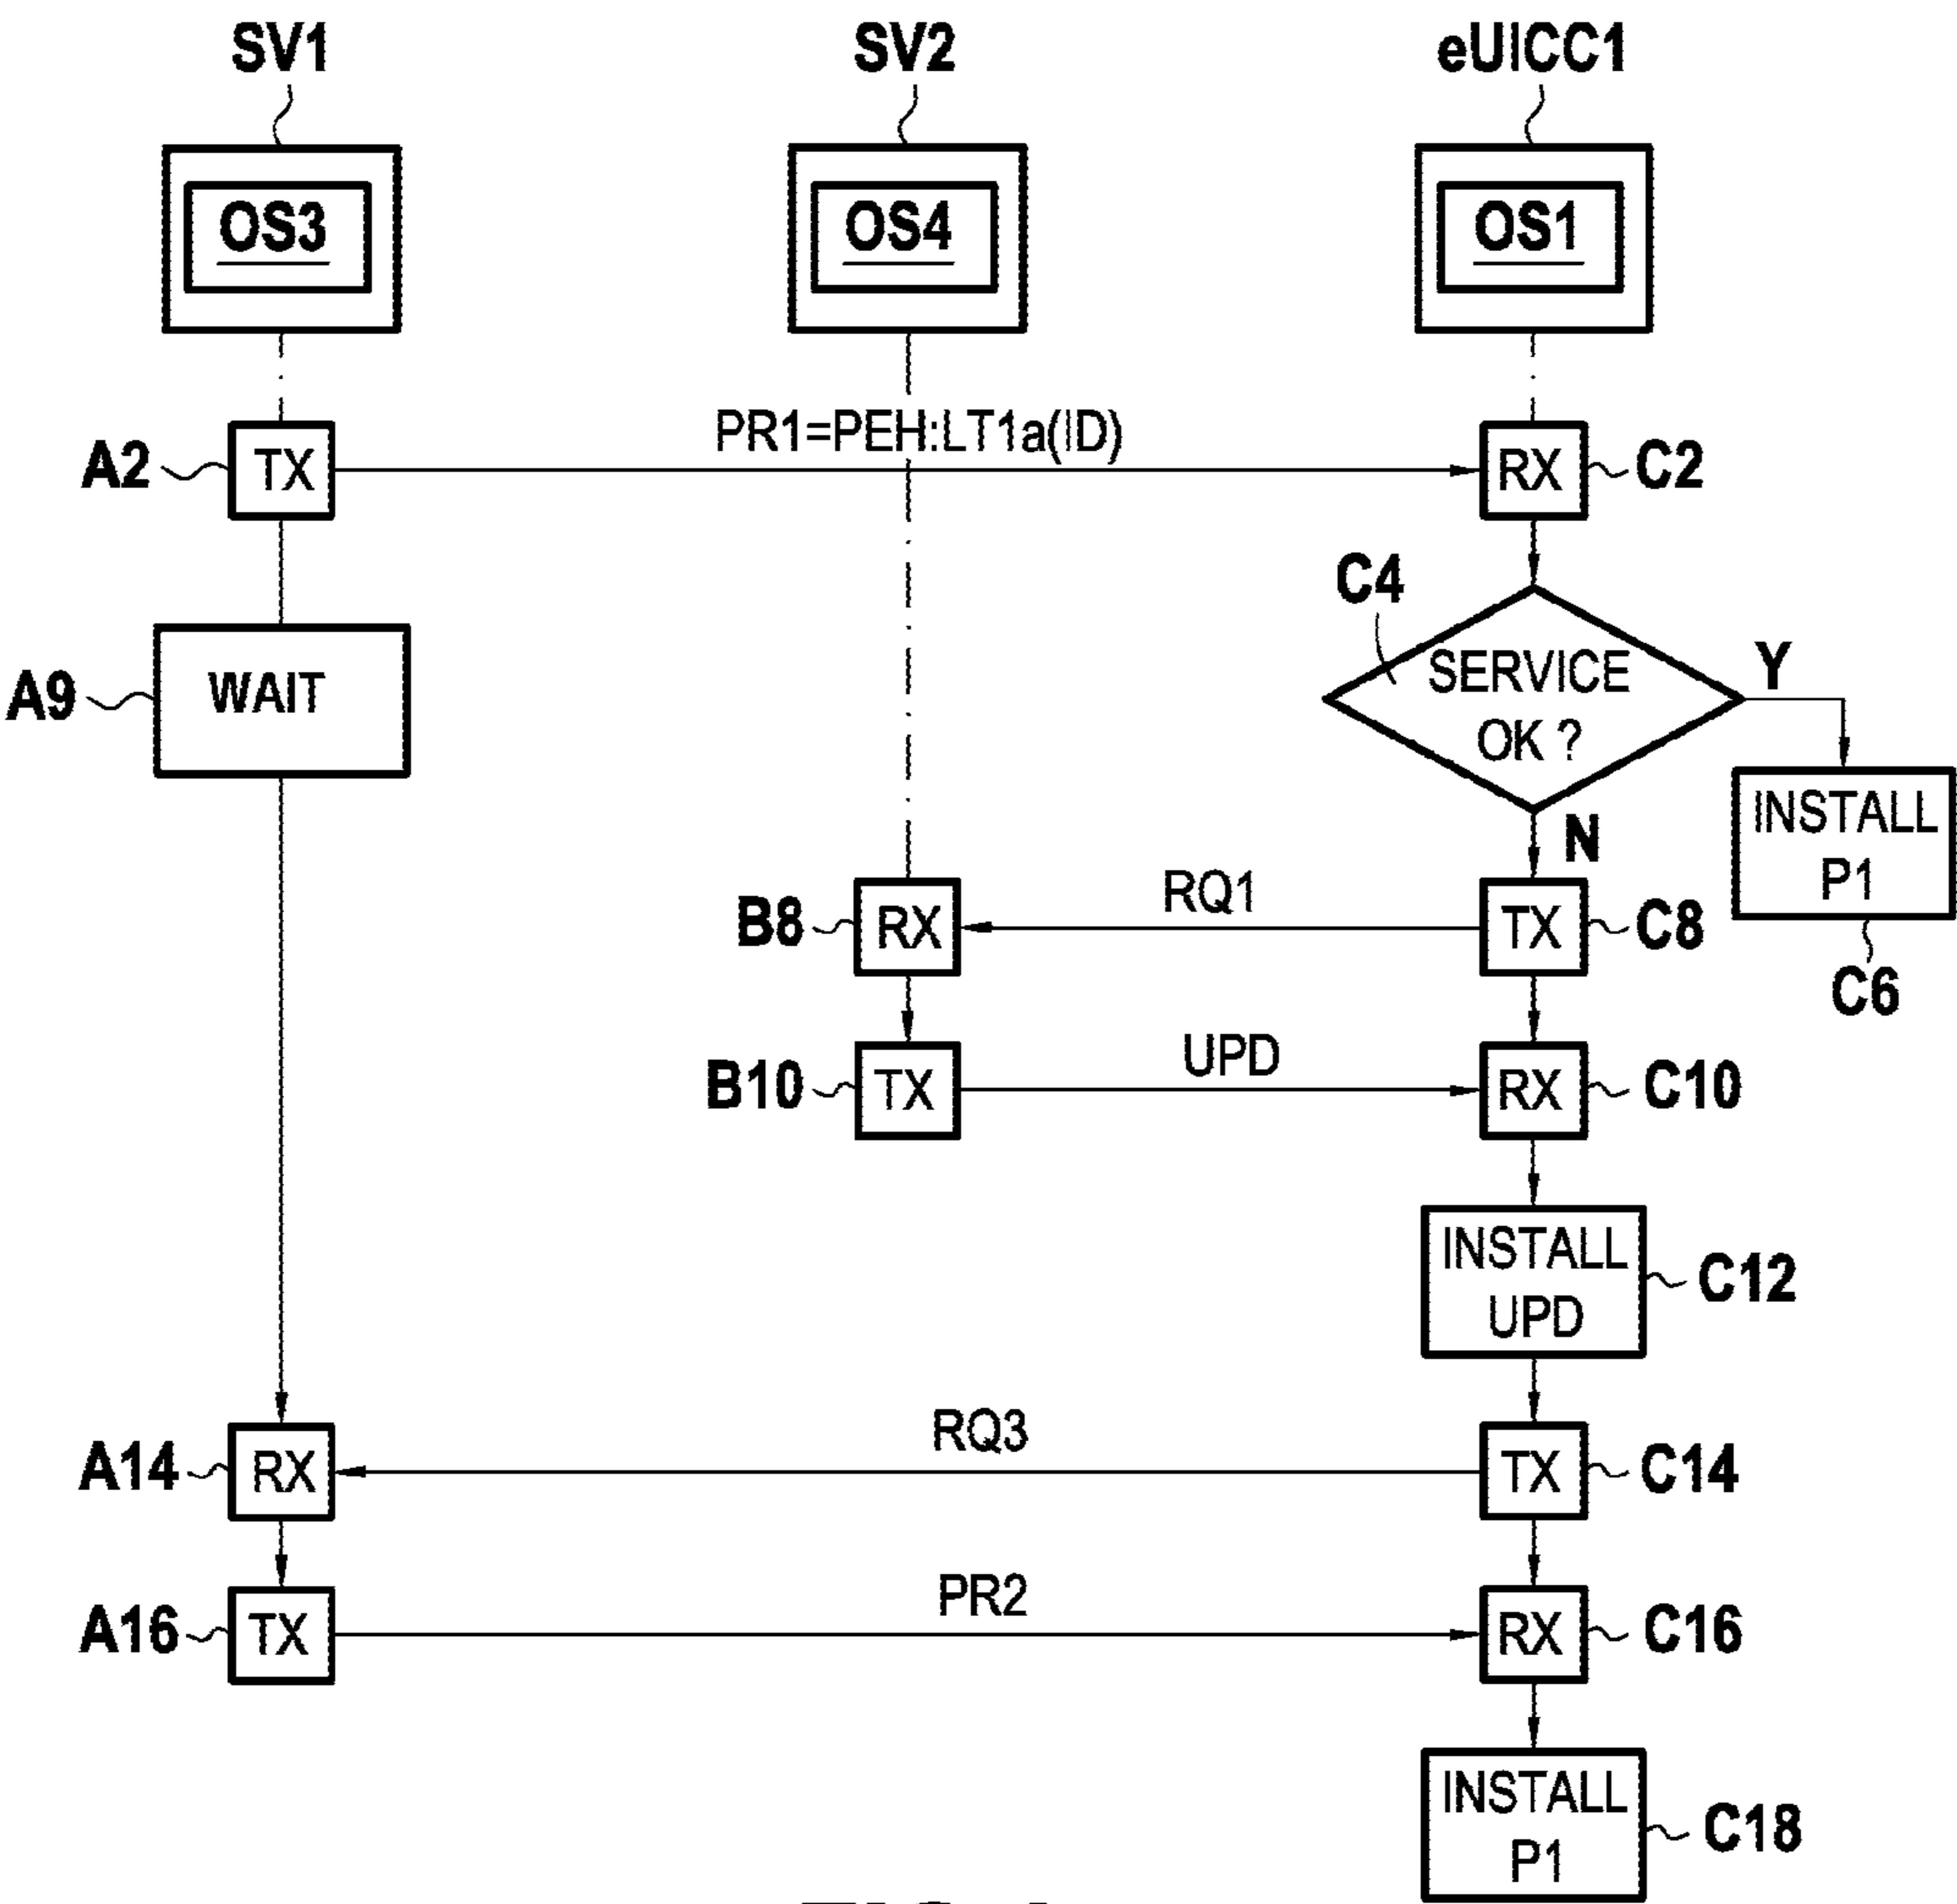 SV1
SV2
eUICC1
OS3
OS4
OS1
PR1=PEH:LT1a(ID)
A2
TX
RX
C2
C4
SERVICE
OK ?
Y
A9
WAIT
INSTALL
P1
N
RQ1
B8
RX
TX
C8
C6
UPD
B10
TX
RX
C10
INSTALL
UPD
C12
RQ3
A14
RX
TX
C14
PR2
A16
TX
RX
C16
INSTALL
P1
C18